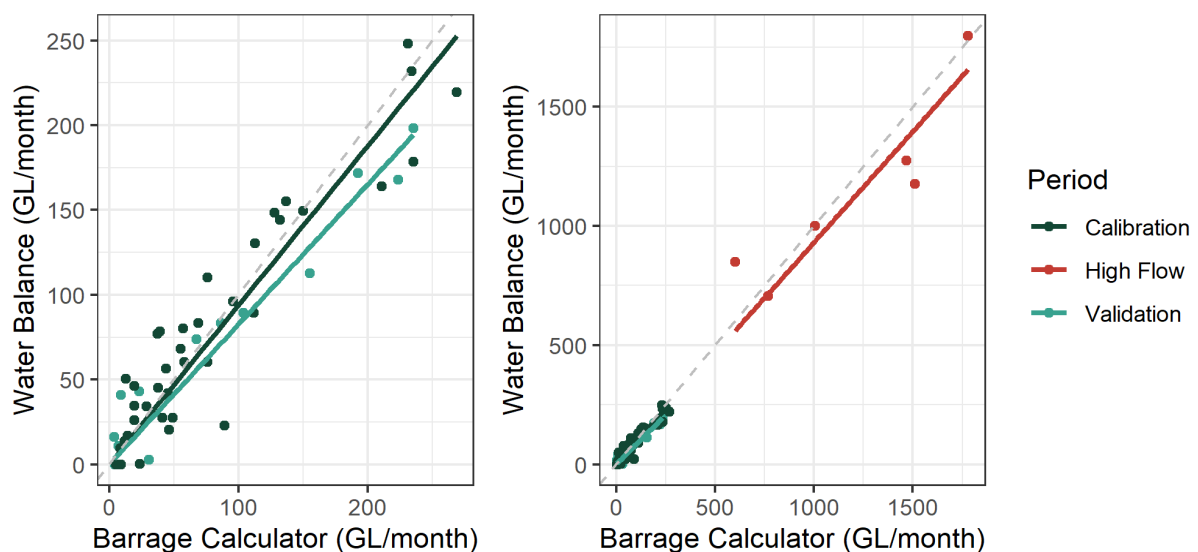 250
200
150
100
50
0
0
100
200
Water Balance (GL/month)
Barrage Calculator (GL/month)
1500
1000
500
0
0
500
1000
1500
Water Balance (GL/month)
Barrage Calculator (GL/month)
Period
Calibration
High Flow
Validation